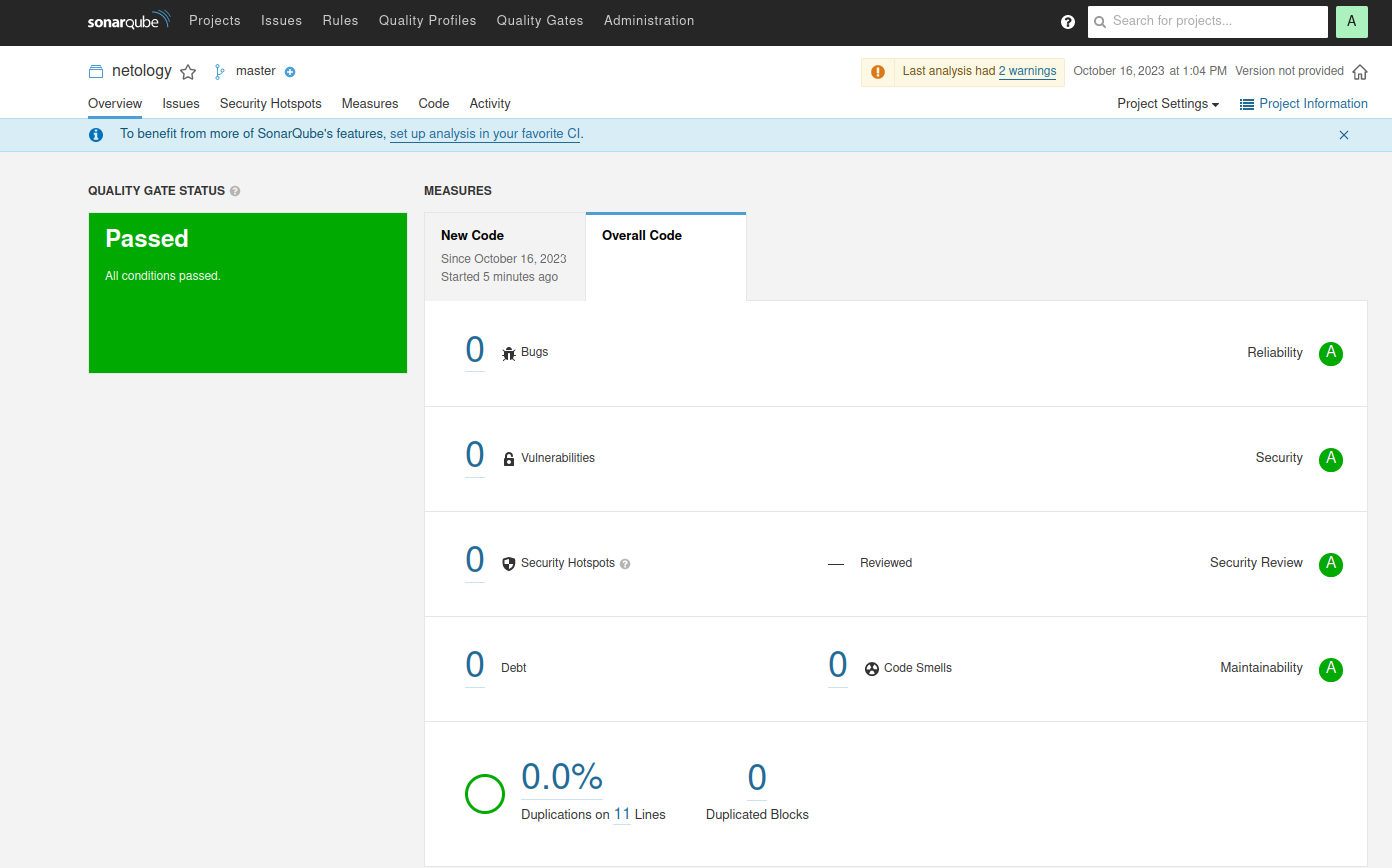 sonarqube Projects Issues Rules Quality Profiles Quality Gates Administration ? Search for projects... A
netology master Last analysis had 2 warnings October 16, 2023 at 1:04 PM Version not provided
Overview Issues Security Hotspots Measures Code Activity Project Settings Project Information
To benefit from more of SonarQube's features, set up analysis in your favorite CI.
QUALITY GATE STATUS ? MEASURES
Passed
All conditions passed.
New Code
Since October 16, 2023
Started 5 minutes ago
Overall Code
0 Bugs Reliability A
0 Vulnerabilities Security A
0 Security Hotspots ? — Reviewed Security Review A
0 Debt 0 Code Smells Maintainability A
0.0% 0
Duplications on 11 Lines Duplicated Blocks